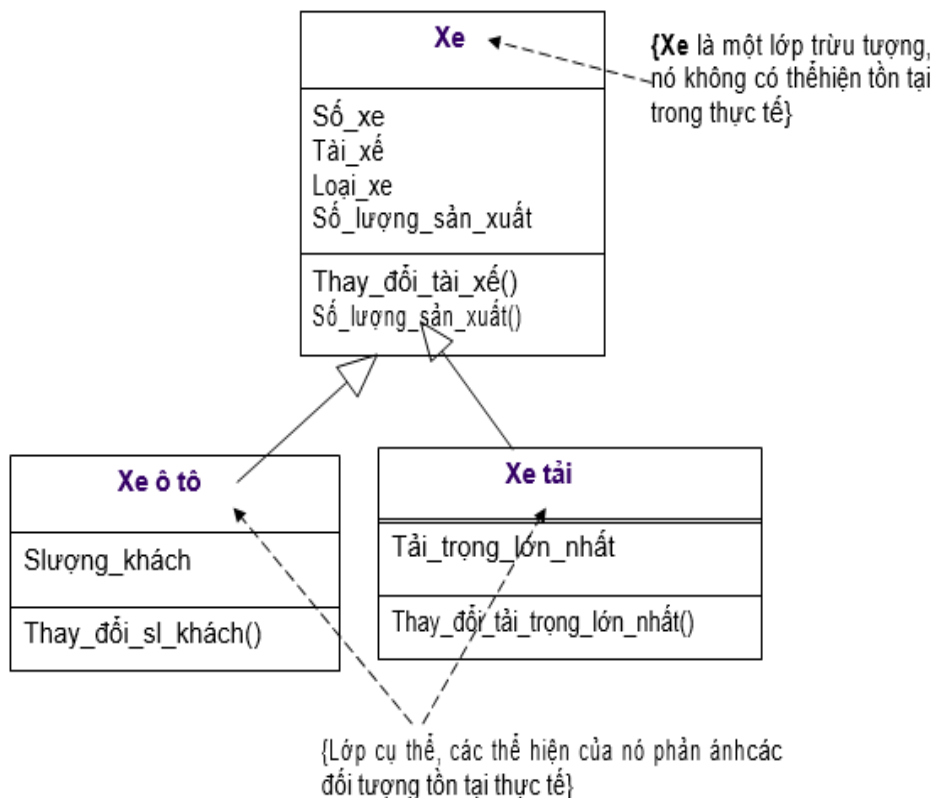 Xe
{Xe là một lớp trừu tượng,
nó không có thểhiện tồn tại
trong thực tế}
Số_xe
Tài_xế
Loại_xe
Số_lượng_sản_xuất
Thay_đổi_tài_xế()
Số_lượng_sản_xuất()
Xe ô tô
Slượng_khách
Thay_đổi_sl_khách()
Xe tải
Tải_trọng_lớn_nhất
Thay_đổi_tải_trọng_lớn_nhất()
{Lớp cụ thể, các thể hiện của nó phản ánhcác
đối tượng tồn tại thực tế}